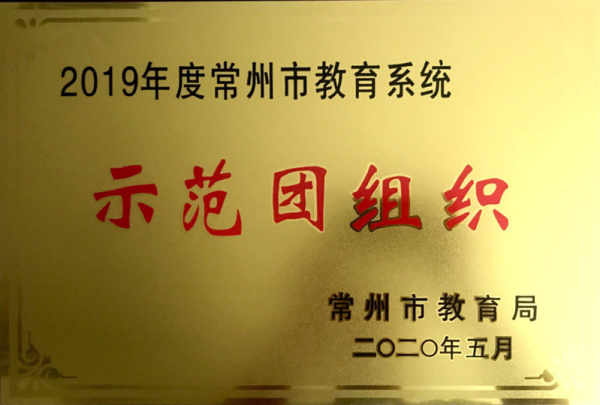 2019年度常州市教育系统
示范团组织
常州市教育局
二〇二〇年五月